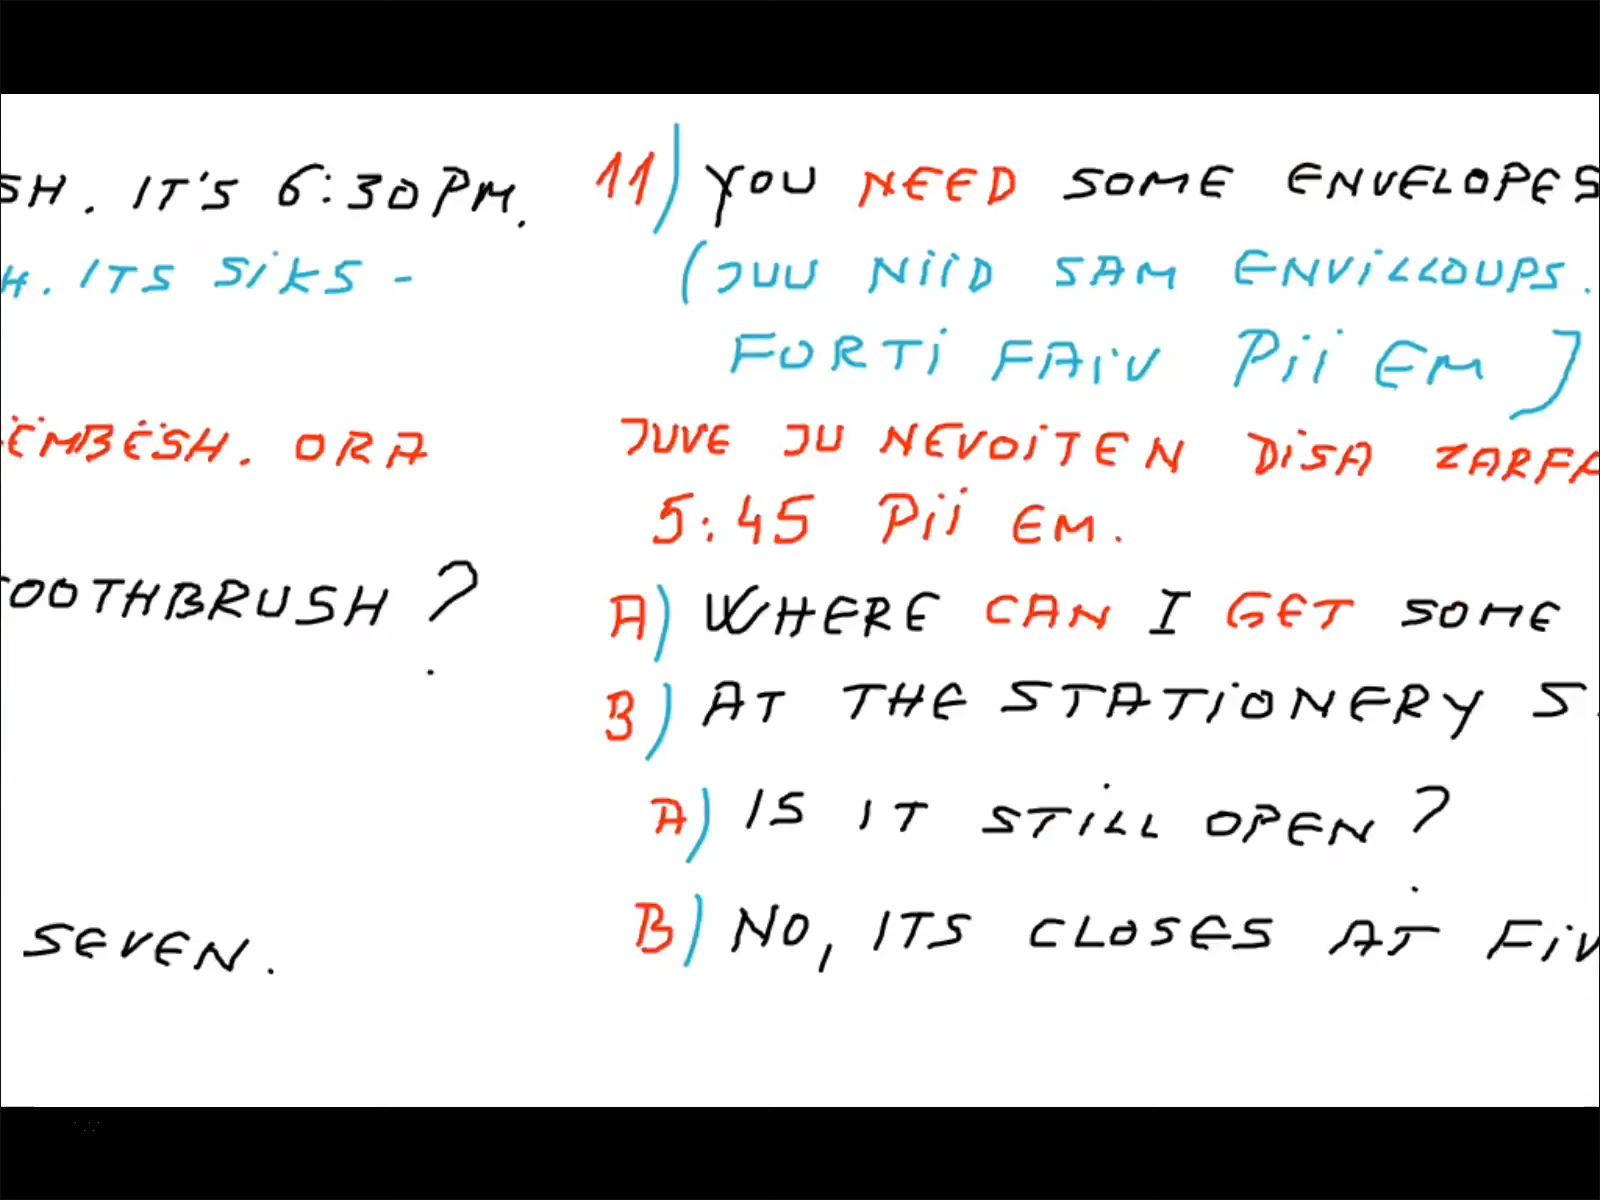 SH. IT'S 6:30PM.
H. ITS SIKS -
EMBËSH. ORA
TOOTHBRUSH?
SEVEN.
11) YOU NEED SOME ENVELOPES
(JUU NIID SAM ENVILLOUPS.
FORTI FAIV PII EM]
JUVE JU NEVOITEN DISA ZARFA
5:45 PII EM.
A) WHERE CAN I GET SOME
B) AT THE STATIONERY S
A) IS IT STILL OPEN?
B) NO, ITS CLOSES AT FIV